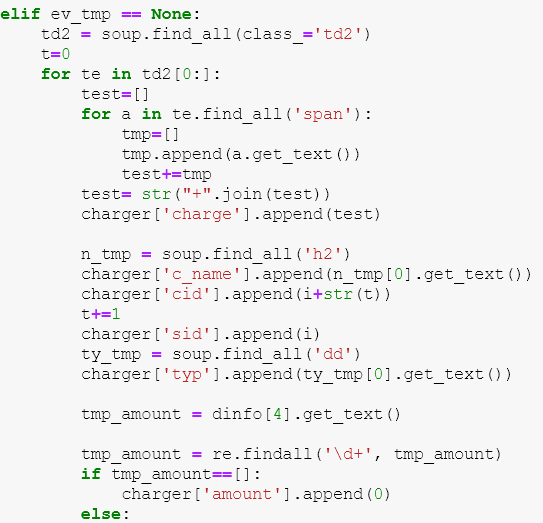 elif ev_tmp == None:
    td2 = soup.find_all(class_='td2')
    t=0
    for te in td2[0:]:
        test=[]
        for a in te.find_all('span'):
            tmp=[]
            tmp.append(a.get_text())
            test+=tmp
        test= str("+".join(test))
        charger['charge'].append(test)

        n_tmp = soup.find_all('h2')
        charger['c_name'].append(n_tmp[0].get_text())
        charger['cid'].append(i+str(t))
        t+=1
        charger['sid'].append(i)
        ty_tmp = soup.find_all('dd')
        charger['typ'].append(ty_tmp[0].get_text())

        tmp_amount = dinfo[4].get_text()

        tmp_amount = re.findall('\d+', tmp_amount)
        if tmp_amount==[]:
            charger['amount'].append(0)
        else: